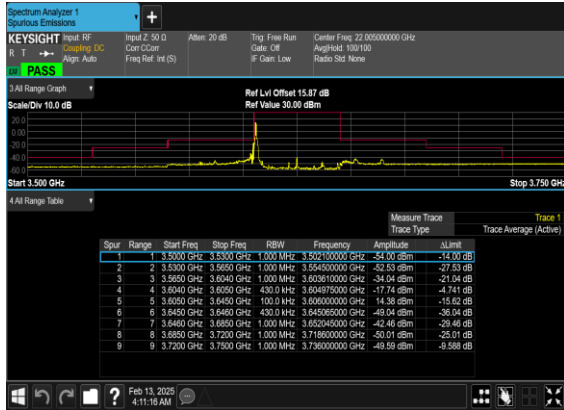 Spectrum Analyzer 1
Spurious Emissions
KEYSIGHT Input: RF Input Z: 50 Ω Atten: 20 dB Trig: Free Run Center Freq: 22.005000000 GHz
R T Coupling: DC Corr CCorr Gate: Off Avg|Hold: 100/100
Align: Auto Freq Ref: Int (S) IF Gain: Low Radio Std: None
PASS
3 All Range Graph
Ref Lvl Offset 15.87 dB
Scale/Div 10.0 dB Ref Value 30.00 dBm
20.0
0.00
-20.0
-40.0
-60.0
Start 3.500 GHz Stop 3.750 GHz
4 All Range Table
Measure Trace Trace 1
Trace Type Trace Average (Active)
Spur Range Start Freq Stop Freq RBW Frequency Amplitude ΔLimit
1 1 3.5000 GHz 3.5300 GHz 1.000 MHz 3.502100000 GHz -54.00 dBm -14.00 dB
2 2 3.5300 GHz 3.5650 GHz 1.000 MHz 3.554500000 GHz -52.53 dBm -27.53 dB
3 3 3.5650 GHz 3.6040 GHz 1.000 MHz 3.603610000 GHz -34.04 dBm -21.04 dB
4 4 3.6040 GHz 3.6050 GHz 430.0 kHz 3.604975000 GHz -17.74 dBm -4.741 dB
5 5 3.6050 GHz 3.6450 GHz 100.0 kHz 3.606000000 GHz 14.38 dBm -15.62 dB
6 6 3.6450 GHz 3.6460 GHz 430.0 kHz 3.645065000 GHz -49.04 dBm -36.04 dB
7 7 3.6460 GHz 3.6850 GHz 1.000 MHz 3.652045000 GHz -42.46 dBm -29.46 dB
8 8 3.6850 GHz 3.7200 GHz 1.000 MHz 3.718600000 GHz -50.01 dBm -25.01 dB
9 9 3.7200 GHz 3.7500 GHz 1.000 MHz 3.736000000 GHz -49.59 dBm -9.588 dB
Feb 13, 2025
4:11:16 AM